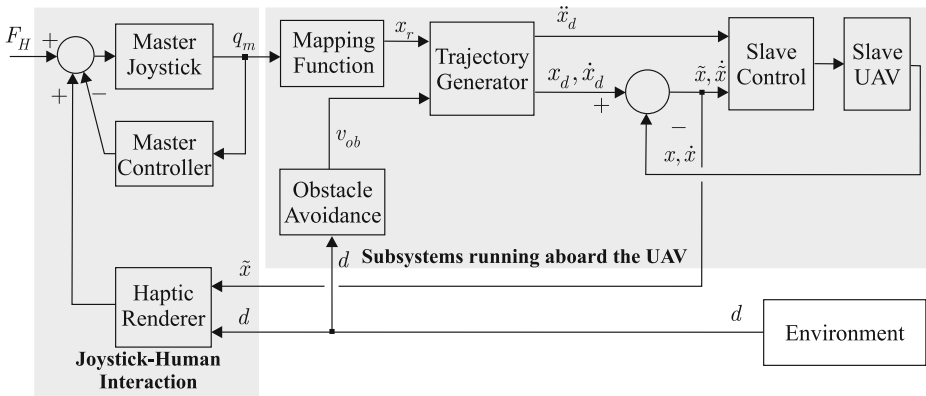 F_H
+
+
−
Master
Joystick
q_m
Master
Controller
Mapping
Function
x_r
Trajectory
Generator
ẍ_d
x_d, ẋ_d
+
−
x, ẋ
x̃, x̃̇
Slave
Control
Slave
UAV
v_ob
Obstacle
Avoidance
d
Subsystems running aboard the UAV
x̃
Haptic
Renderer
d
d
Environment
Joystick-Human
Interaction